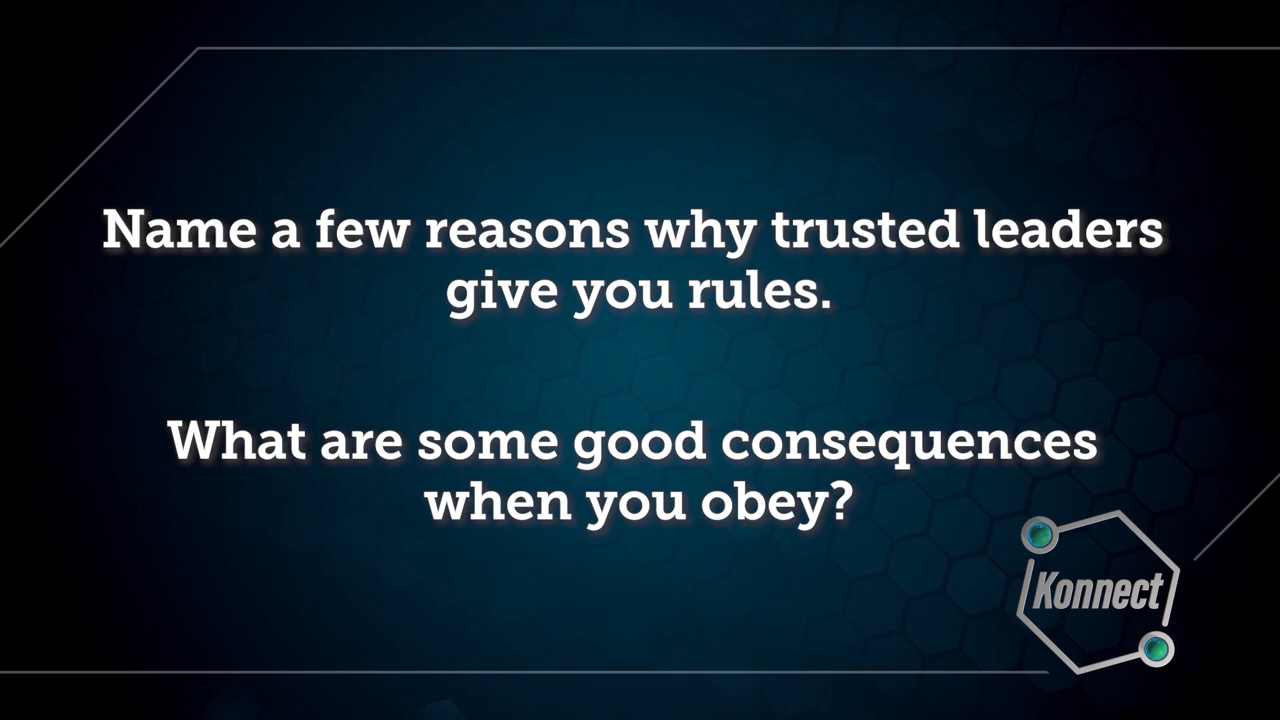 Name a few reasons why trusted leaders
give you rules.
What are some good consequences
when you obey?
Konnect